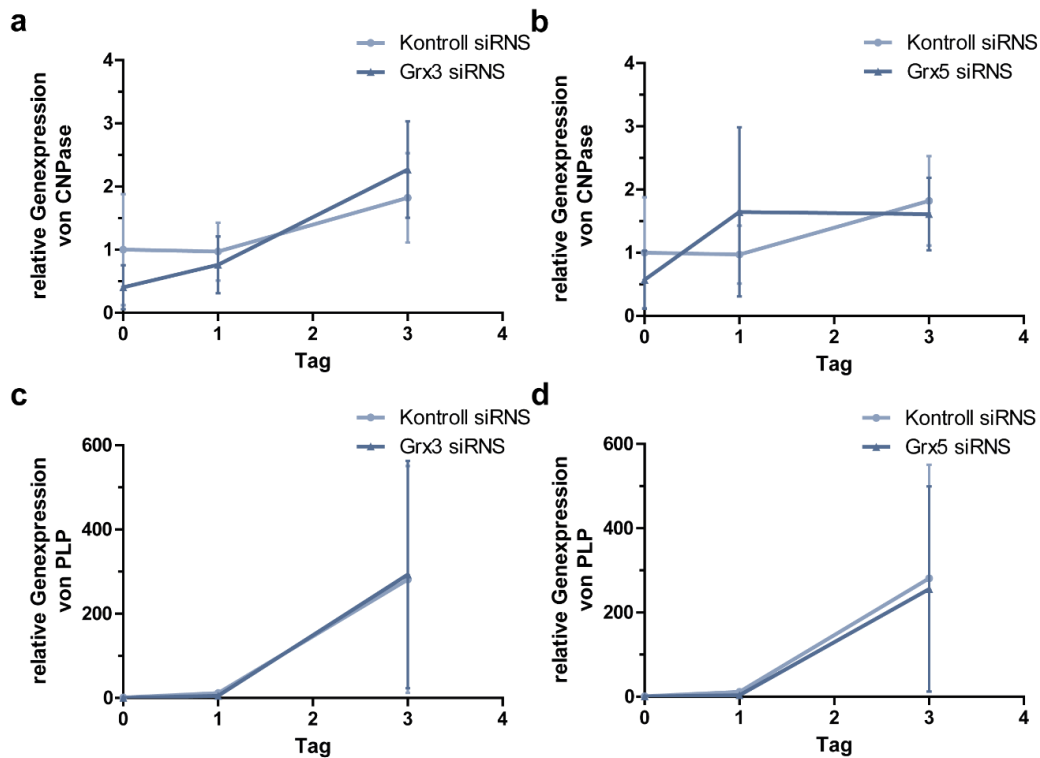 a
Kontroll siRNS
Grx3 siRNS
relative Genexpression
von CNPase
4
3
2
1
0
0 1 2 3 4
Tag
b
Kontroll siRNS
Grx5 siRNS
relative Genexpression
von CNPase
4
3
2
1
0
0 1 2 3 4
Tag
c
Kontroll siRNS
Grx3 siRNS
relative Genexpression
von PLP
600
400
200
0
0 1 2 3 4
Tag
d
Kontroll siRNS
Grx5 siRNS
relative Genexpression
von PLP
600
400
200
0
0 1 2 3 4
Tag